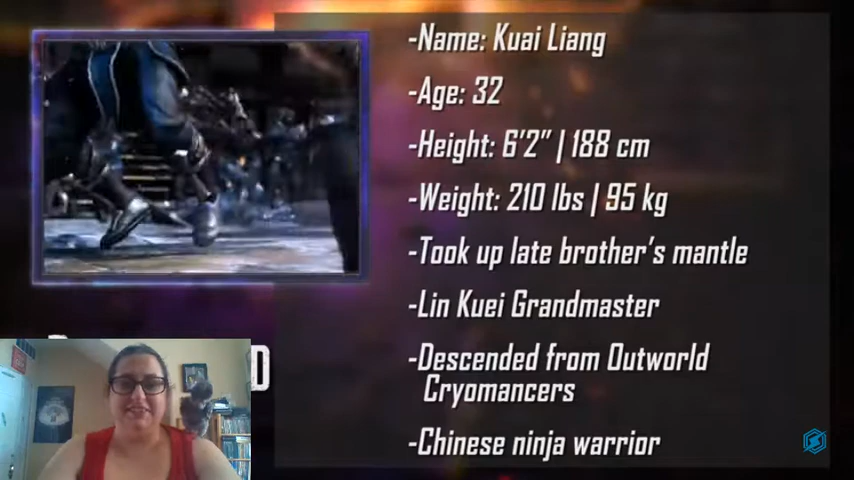 -Name: Kuai Liang
-Age: 32
-Height: 6'2" | 188 cm
-Weight: 210 lbs | 95 kg
-Took up late brother's mantle
-Lin Kuei Grandmaster
-Descended from Outworld
Cryomancers
-Chinese ninja warrior